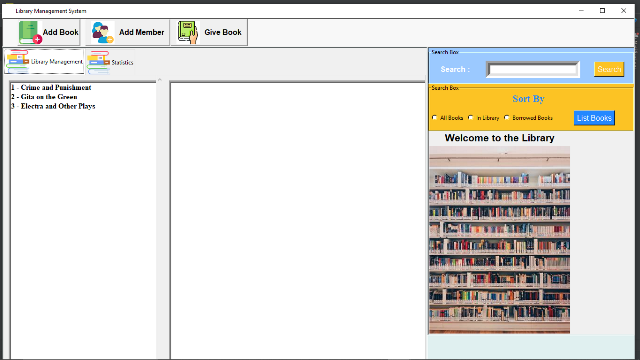 Library Management System
Add Book
Add Member
Give Book
Library Management
Statistics
1 - Crime and Punishment
2 - Gita on the Green
3 - Electra and Other Plays
Search Box
Search :
Search
Search Box
Sort By
All Books
In Library
Borrowed Books
List Books
Welcome to the Library